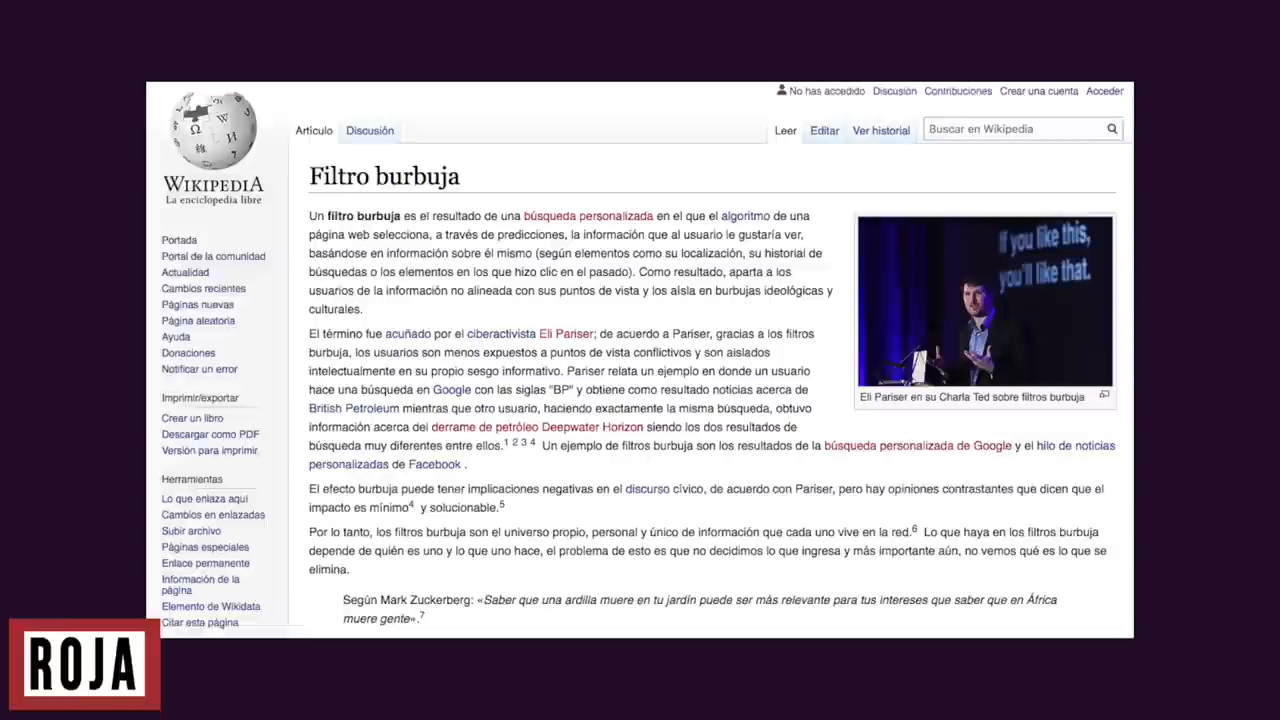 No has accedido Discusión Contribuciones Crear una cuenta Acceder
Artículo Discusión Leer Editar Ver historial Buscar en Wikipedia
WIKIPEDIA
La enciclopedia libre
Portada
Portal de la comunidad
Actualidad
Cambios recientes
Páginas nuevas
Página aleatoria
Ayuda
Donaciones
Notificar un error
Imprimir/exportar
Crear un libro
Descargar como PDF
Versión para imprimir
Herramientas
Lo que enlaza aquí
Cambios en enlazadas
Subir archivo
Páginas especiales
Enlace permanente
Información de la
página
Elemento de Wikidata
Citar esta página
Filtro burbuja
Un filtro burbuja es el resultado de una búsqueda personalizada en el que el algoritmo de una
página web selecciona, a través de predicciones, la información que al usuario le gustaría ver,
basándose en información sobre él mismo (según elementos como su localización, su historial de
búsquedas o los elementos en los que hizo clic en el pasado). Como resultado, aparta a los
usuarios de la información no alineada con sus puntos de vista y los aísla en burbujas ideológicas y
culturales.
If you like this,
you'll like that.
Eli Pariser en su Charla Ted sobre filtros burbuja
El término fue acuñado por el ciberactivista Eli Pariser; de acuerdo a Pariser, gracias a los filtros
burbuja, los usuarios son menos expuestos a puntos de vista conflictivos y son aislados
intelectualmente en su propio sesgo informativo. Pariser relata un ejemplo en donde un usuario
hace una búsqueda en Google con las siglas "BP" y obtiene como resultado noticias acerca de
British Petroleum mientras que otro usuario, haciendo exactamente la misma búsqueda, obtuvo
información acerca del derrame de petróleo Deepwater Horizon siendo los dos resultados de
búsqueda muy diferentes entre ellos.1 2 3 4 Un ejemplo de filtros burbuja son los resultados de la búsqueda personalizada de Google y el hilo de noticias
personalizadas de Facebook .
El efecto burbuja puede tener implicaciones negativas en el discurso cívico, de acuerdo con Pariser, pero hay opiniones contrastantes que dicen que el
impacto es mínimo4 y solucionable.5
Por lo tanto, los filtros burbuja son el universo propio, personal y único de información que cada uno vive en la red.6 Lo que haya en los filtros burbuja
depende de quién es uno y lo que uno hace, el problema de esto es que no decidimos lo que ingresa y más importante aún, no vemos qué es lo que se
elimina.
Según Mark Zuckerberg: «Saber que una ardilla muere en tu jardín puede ser más relevante para tus intereses que saber que en África
muere gente».7
ROJA